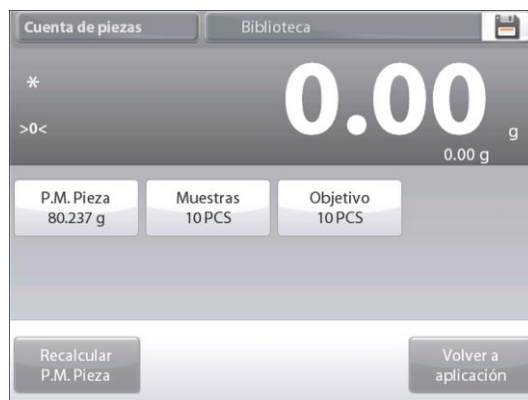 Cuenta de piezas
Biblioteca
*
0.00
>0<
g
0.00 g
P.M. Pieza
80.237 g
Muestras
10 PCS
Objetivo
10 PCS
Recalcular
P.M. Pieza
Volver a
aplicación